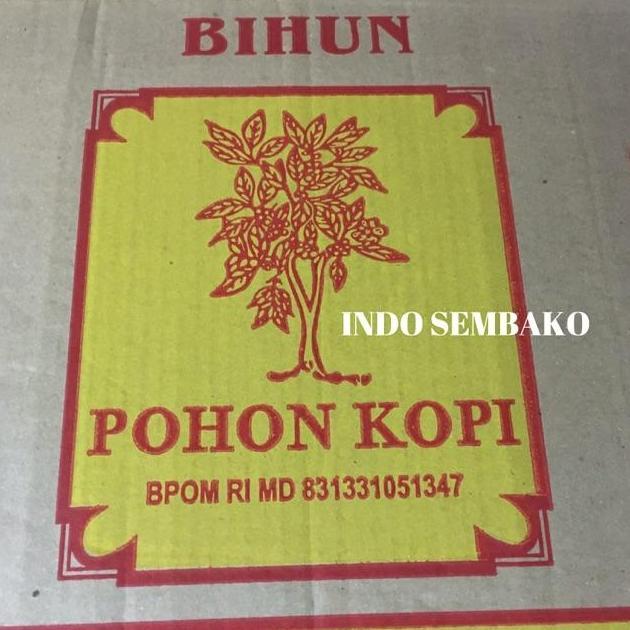 BIHUN
INDO SEMBAKO
POHON KOPI
BPOM RI MD 831331051347